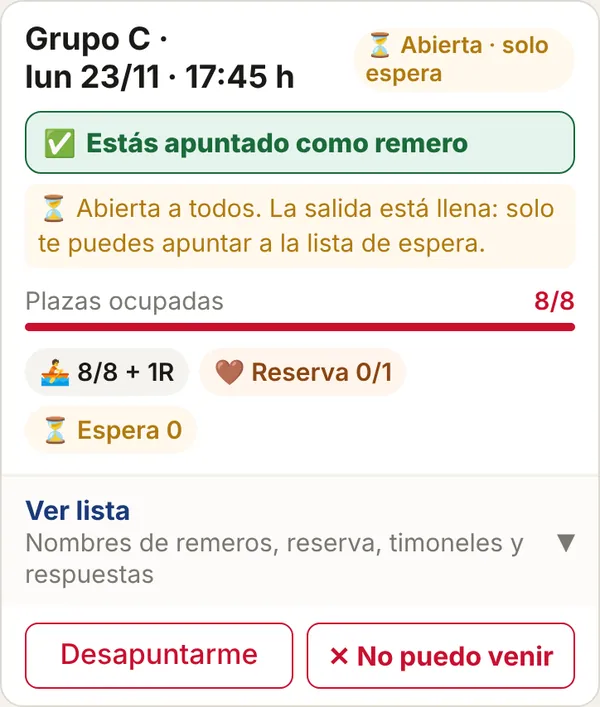 Grupo C ·
lun 23/11 · 17:45 h
⏳ Abierta · solo
espera
✅ Estás apuntado como remero
⏳ Abierta a todos. La salida está llena: solo
te puedes apuntar a la lista de espera.
Plazas ocupadas 8/8
🚣 8/8 + 1R 🤎 Reserva 0/1
⏳ Espera 0
Ver lista
Nombres de remeros, reserva, timoneles y ▼
respuestas
Desapuntarme ✕ No puedo venir